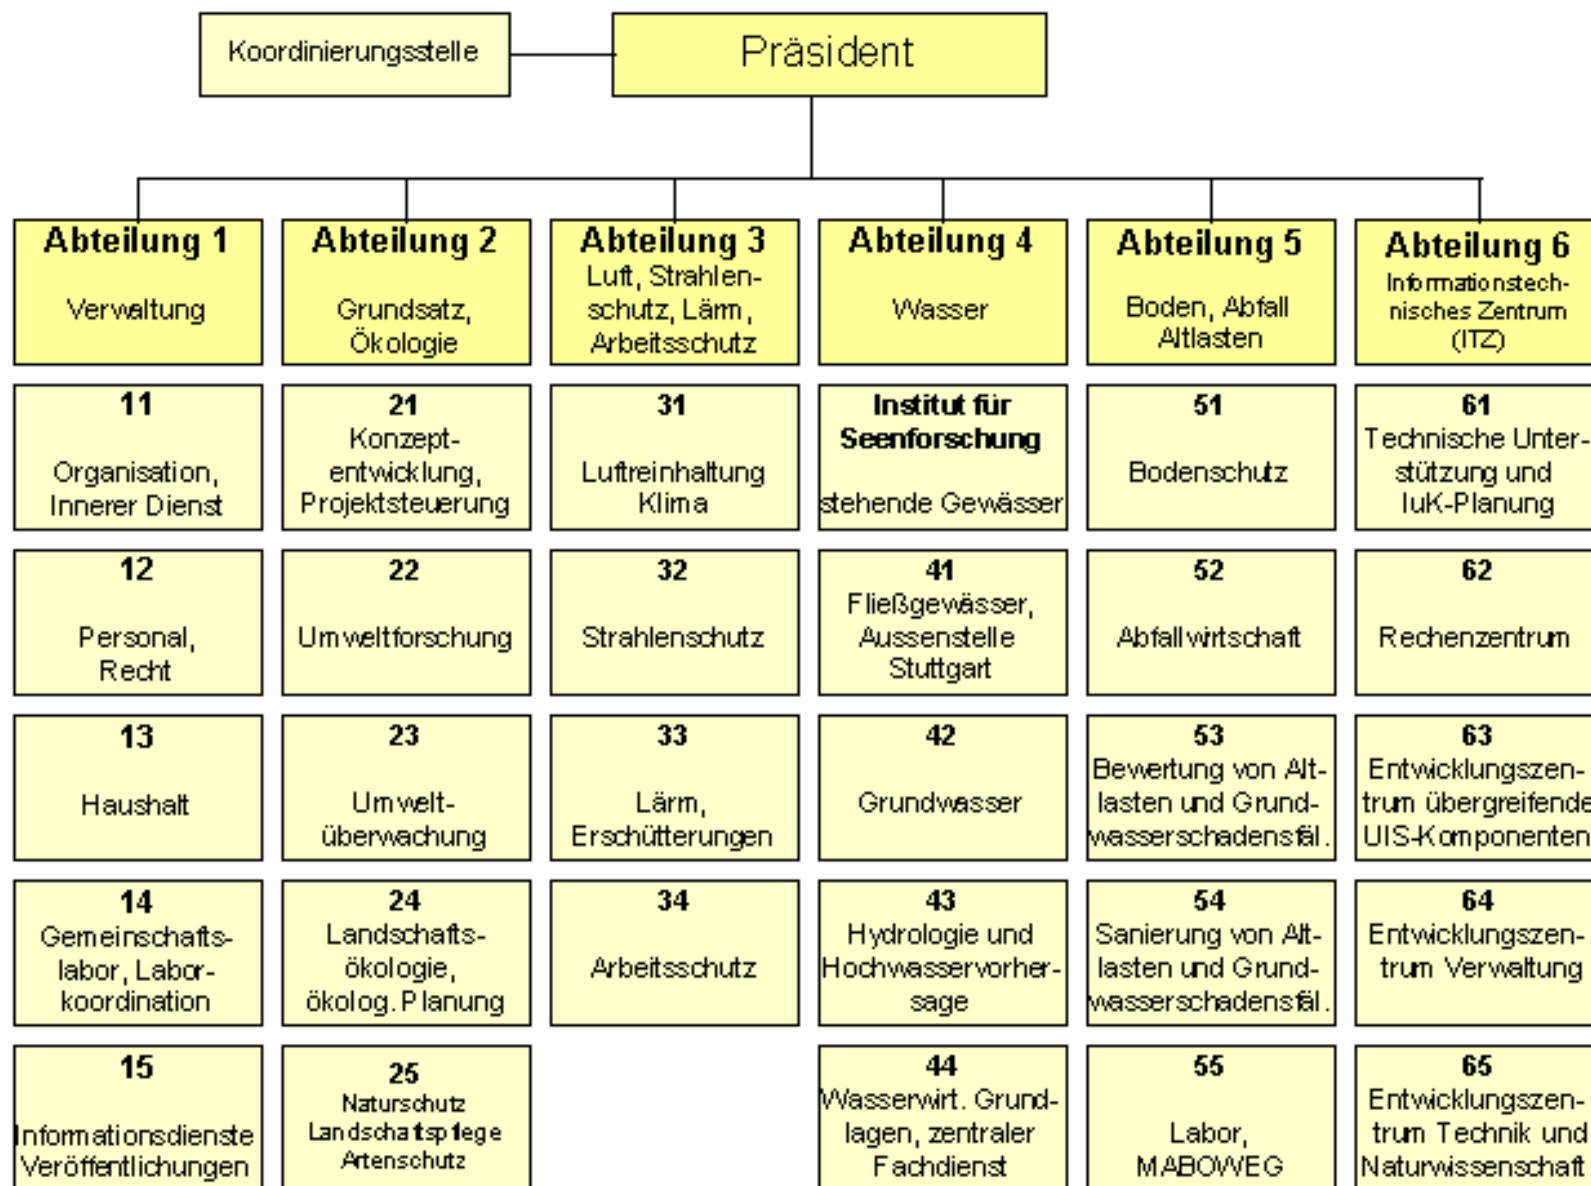 Koordinierungsstelle
Präsident
Abteilung 1
Verwaltung
Abteilung 2
Grundsatz,
Ökologie
Abteilung 3
Luft, Strahlen-
schutz, Lärm,
Arbeitsschutz
Abteilung 4
Wasser
Abteilung 5
Boden, Abfall
Altlasten
Abteilung 6
Informationstech-
nisches Zentrum
(ITZ)
11
Organisation,
Innerer Dienst
21
Konzept-
entwicklung,
Projektsteuerung
31
Luftreinhaltung
Klima
Institut für
Seenforschung
stehende Gewässer
51
Bodenschutz
61
Technische Unter-
stützung und
IuK-Planung
12
Personal,
Recht
22
Umweltforschung
32
Strahlenschutz
41
Fließgewässer,
Aussenstelle
Stuttgart
52
Abfallwirtschaft
62
Rechenzentrum
13
Haushalt
23
Umwelt-
überwachung
33
Lärm,
Erschütterungen
42
Grundwasser
53
Bewertung von Alt-
lasten und Grund-
wasserschadensfäl.
63
Entwicklungszen-
trum übergreifende
UIS-Komponenten
14
Gemeinschafts-
labor, Labor-
koordination
24
Landschafts-
ökologie,
ökolog. Planung
34
Arbeitsschutz
43
Hydrologie und
Hochwasservorher-
sage
54
Sanierung von Alt-
lasten und Grund-
wasserschadensfäl.
64
Entwicklungszen-
trum Verwaltung
15
Informationsdienste
Veröffentlichungen
25
Naturschutz
Landschaftspflege
Artenschutz
44
Wasserwirt. Grund-
lagen, zentraler
Fachdienst
55
Labor,
MABOWEG
65
Entwicklungszen-
trum Technik und
Naturwissenschaft